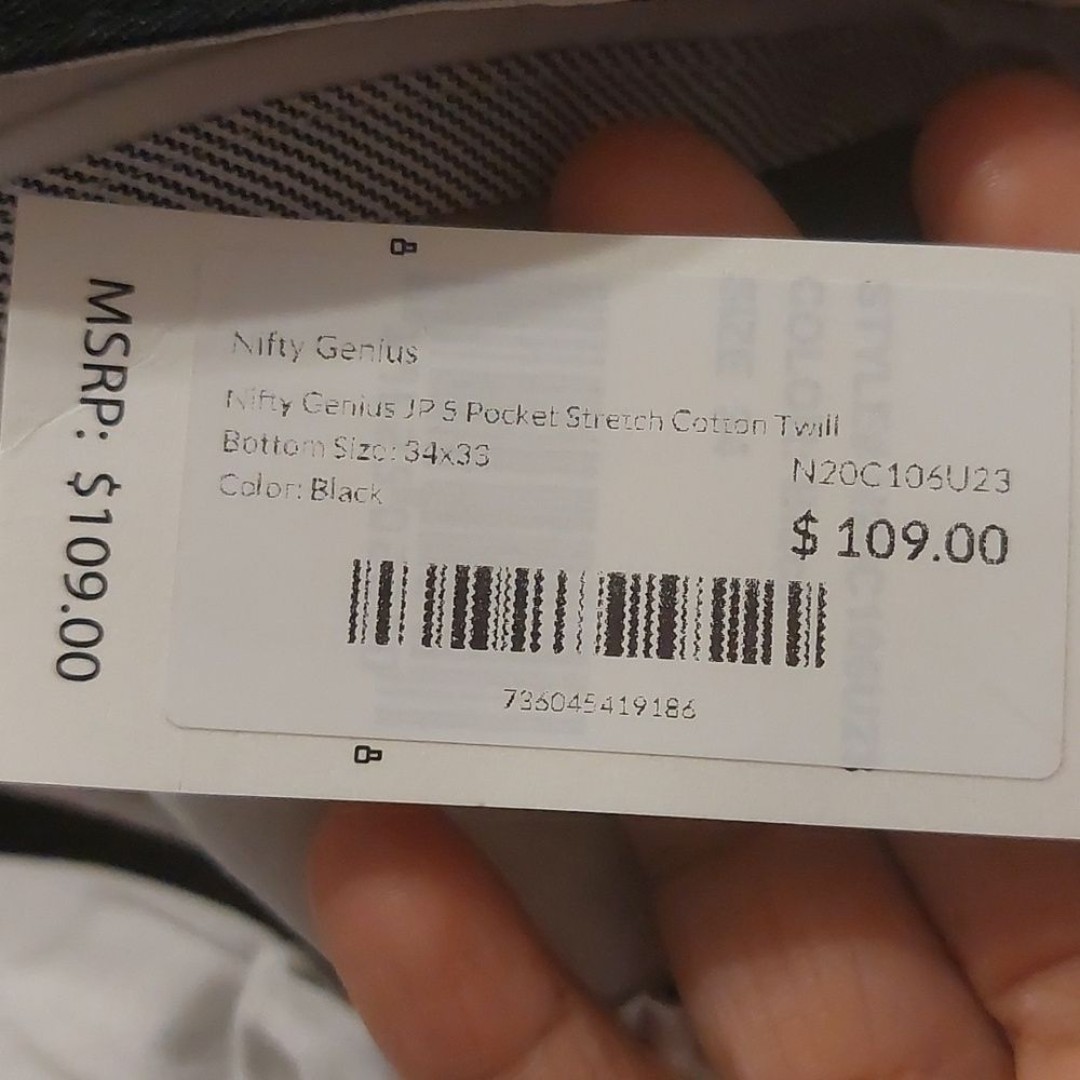 MSRP: $109.00
Nifty Genius
Nifty Genius JP 5 Pocket Stretch Cotton Twill
Bottom Size: 34x33
Color: Black
N20C106U23
$ 109.00
736045419186